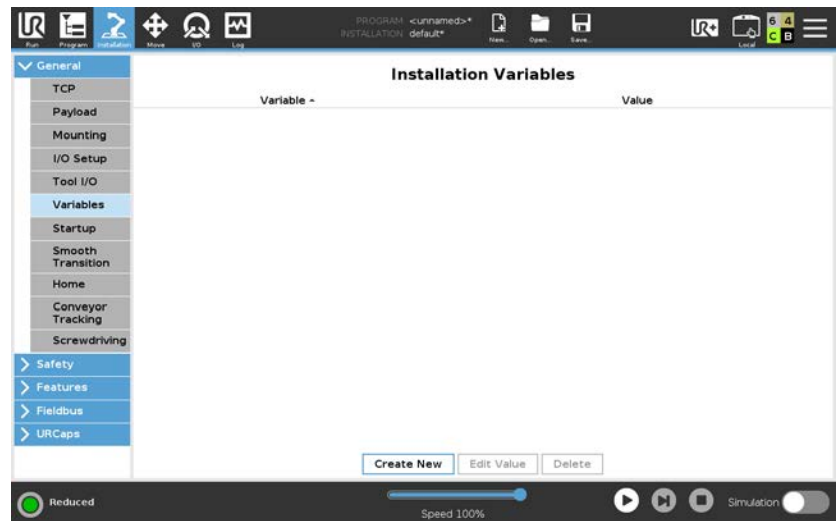 UR
Run
Program
Installation
Move
I/O
Log
PROGRAM <unnamed>*
INSTALLATION default*
New...
Open...
Save...
UR+
Local
6 4
C B
General
TCP
Payload
Mounting
I/O Setup
Tool I/O
Variables
Startup
Smooth
Transition
Home
Conveyor
Tracking
Screwdriving
Safety
Features
Fieldbus
URCaps
Installation Variables
Variable Value
Create New Edit Value Delete
Reduced
Speed 100%
Simulation